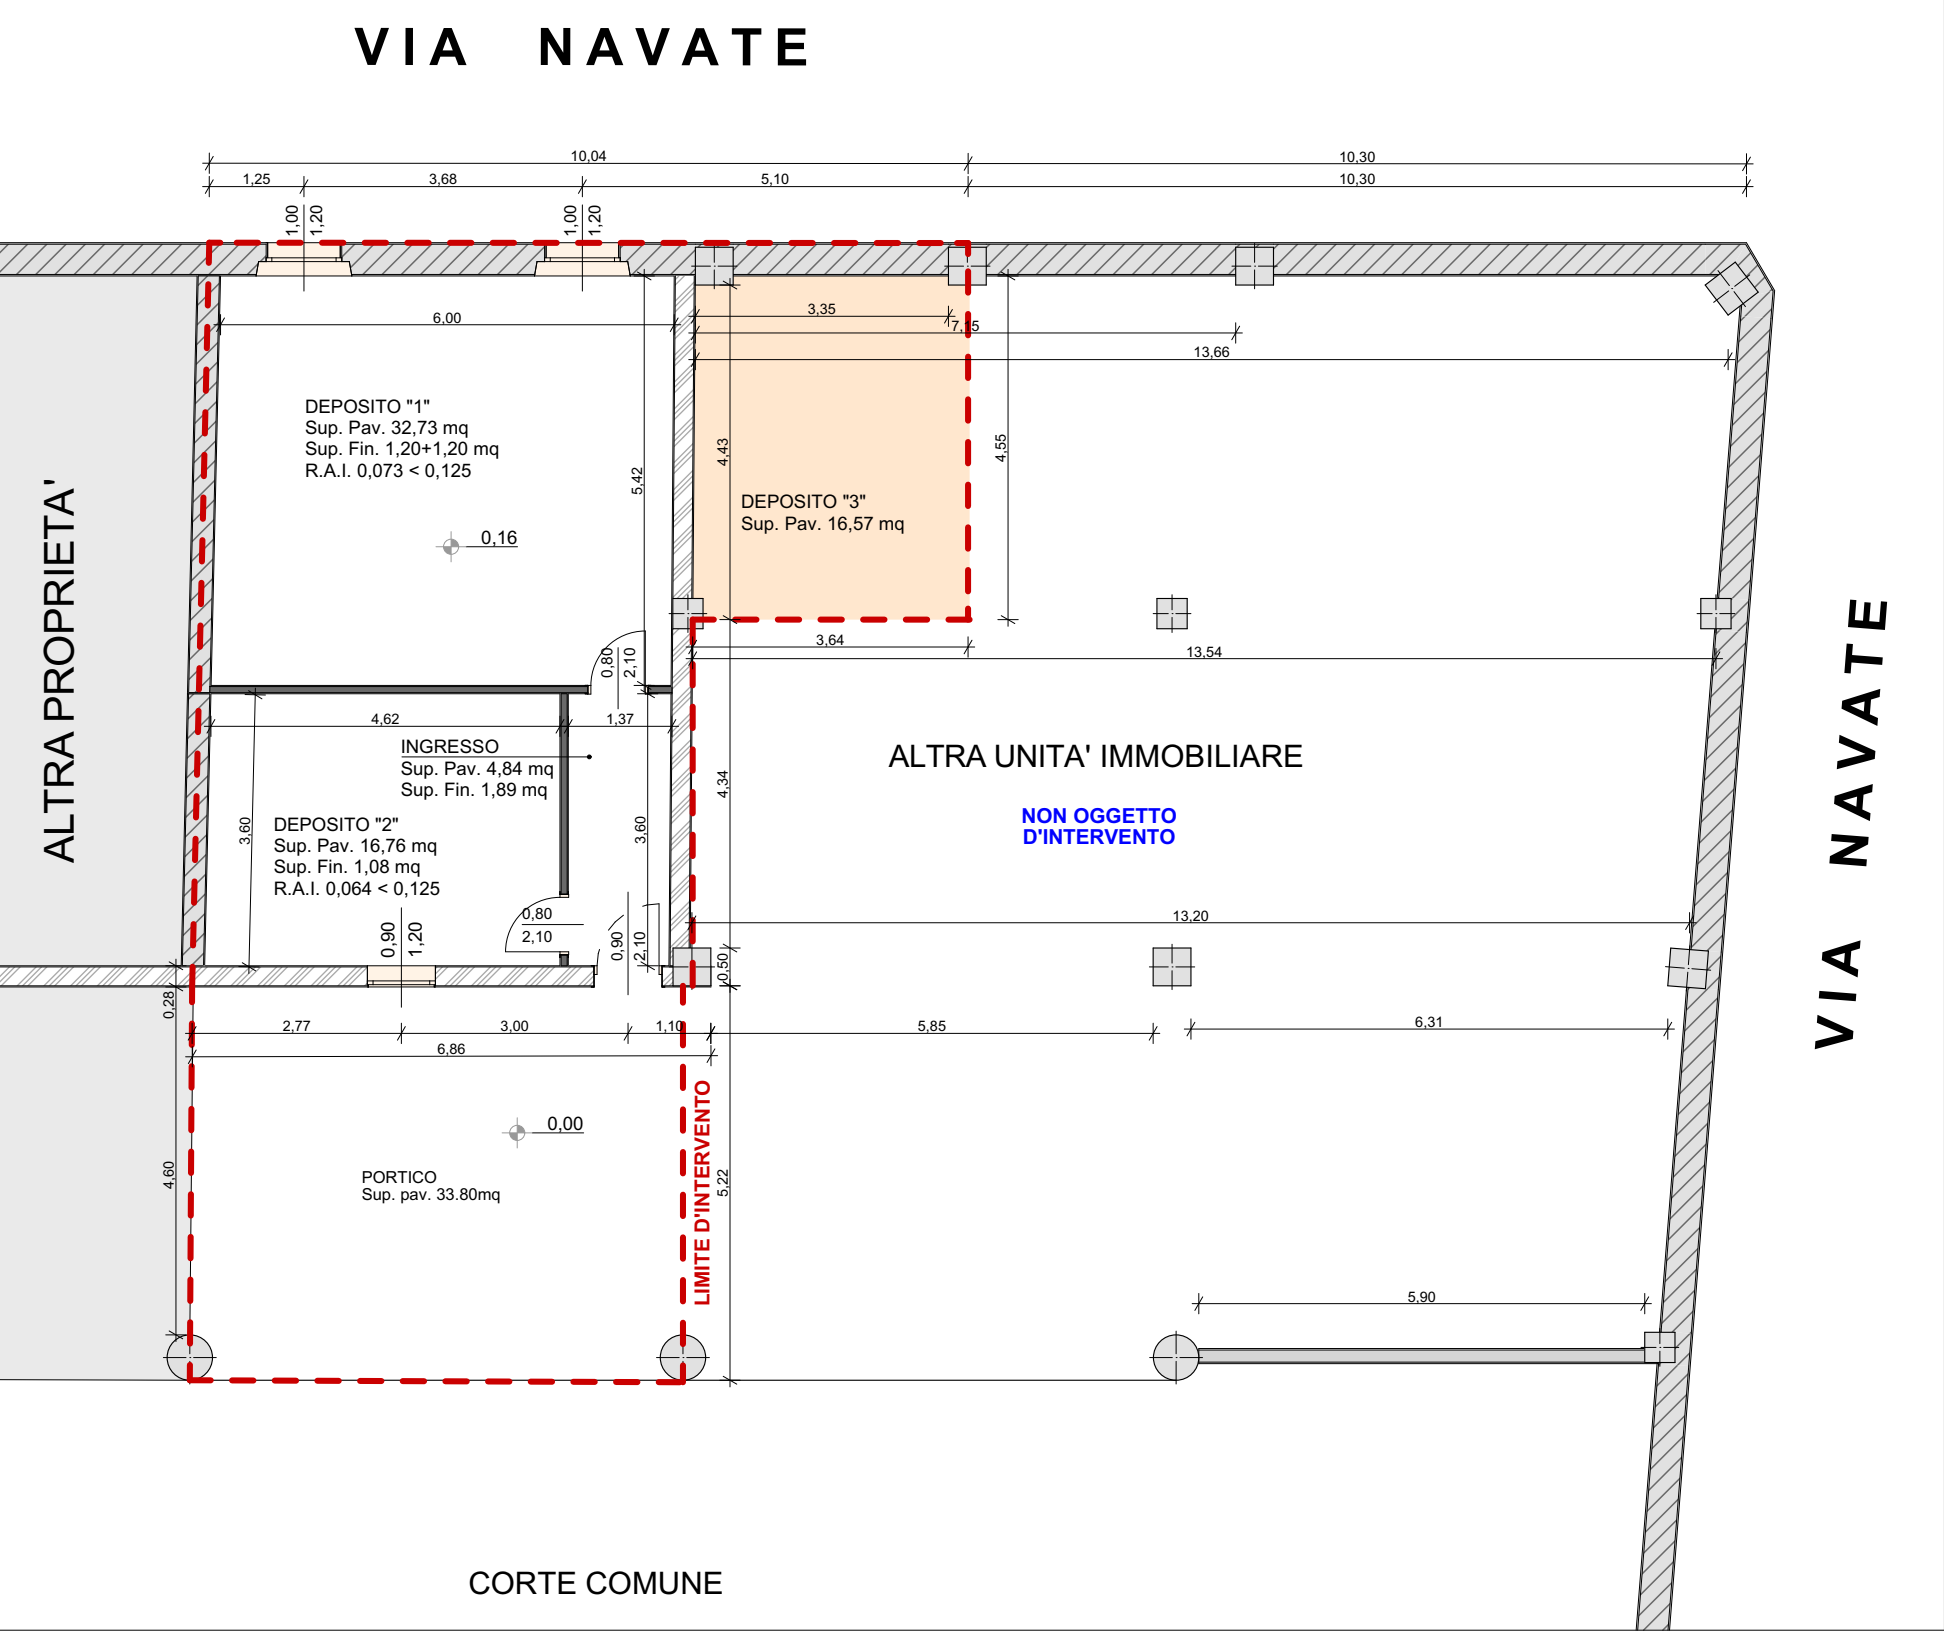 VIA NAVATE
10,04
10,30
1,25
3,68
5,10
10,30
1,00
1,20
1,00
1,20
6,00
3,35
7,15
13,66
DEPOSITO "1"
Sup. Pav. 32,73 mq
Sup. Fin. 1,20+1,20 mq
R.A.I. 0,073 < 0,125
5,42
4,43
4,55
DEPOSITO "3"
Sup. Pav. 16,57 mq
0,16
ALTRA PROPRIETA'
0,80
2,10
3,64
13,54
4,62
1,37
INGRESSO
Sup. Pav. 4,84 mq
Sup. Fin. 1,89 mq
ALTRA UNITA' IMMOBILIARE
NON OGGETTO
D'INTERVENTO
4,34
3,60
3,60
DEPOSITO "2"
Sup. Pav. 16,76 mq
Sup. Fin. 1,08 mq
R.A.I. 0,064 < 0,125
VIA NAVATE
0,90
1,20
0,80
2,10
0,90
2,10
13,20
0,50
0,28
2,77
3,00
1,10
5,85
6,31
6,86
0,00
4,60
PORTICO
Sup. pav. 33.80mq
LIMITE D'INTERVENTO
5,22
5,90
CORTE COMUNE